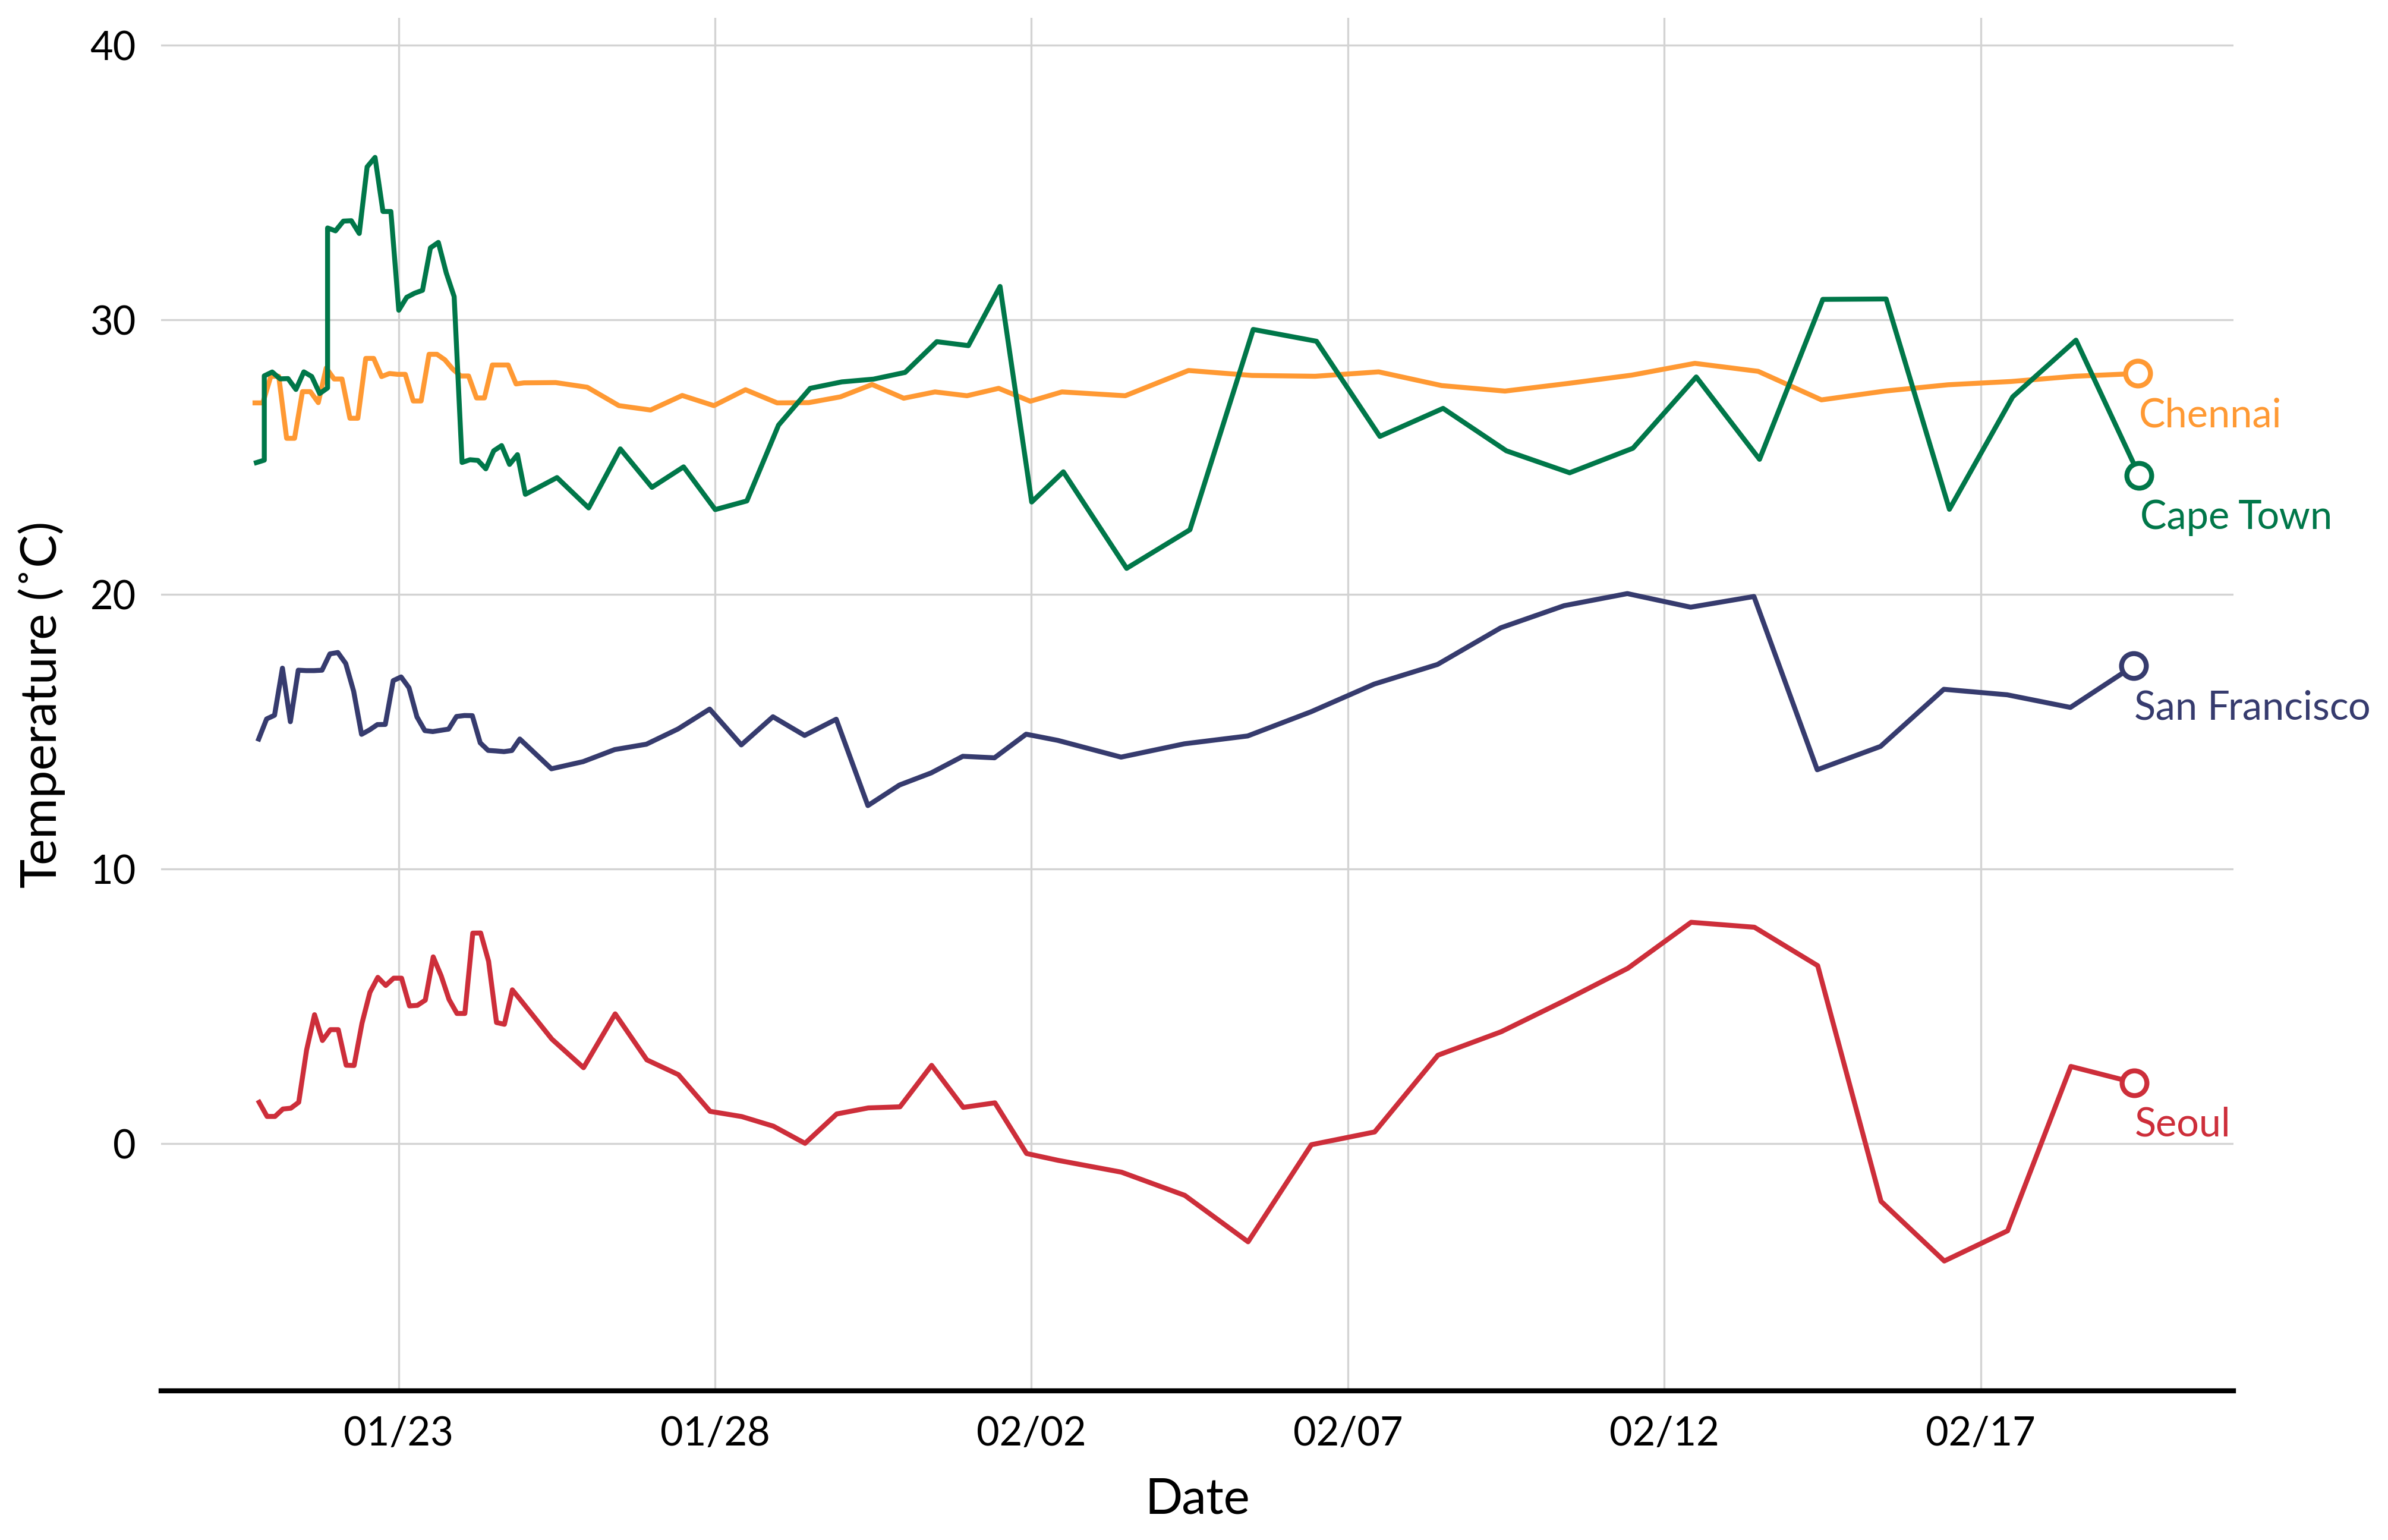 40
30
20
10
0
Temperature (˚C)
Chennai
Cape Town
San Francisco
Seoul
01/23 01/28 02/02 02/07 02/12 02/17
Date